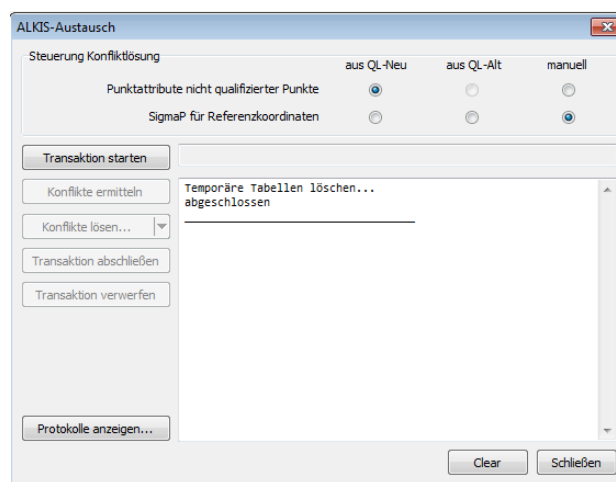 ALKIS-Austausch
Steuerung Konfliktlösung
aus QL-Neu aus QL-Alt manuell
Punktattribute nicht qualifizierter Punkte
SigmaP für Referenzkoordinaten
Transaktion starten
Konflikte ermitteln
Konflikte lösen...
Transaktion abschließen
Transaktion verwerfen
Temporäre Tabellen löschen...
abgeschlossen
Protokolle anzeigen...
Clear Schließen